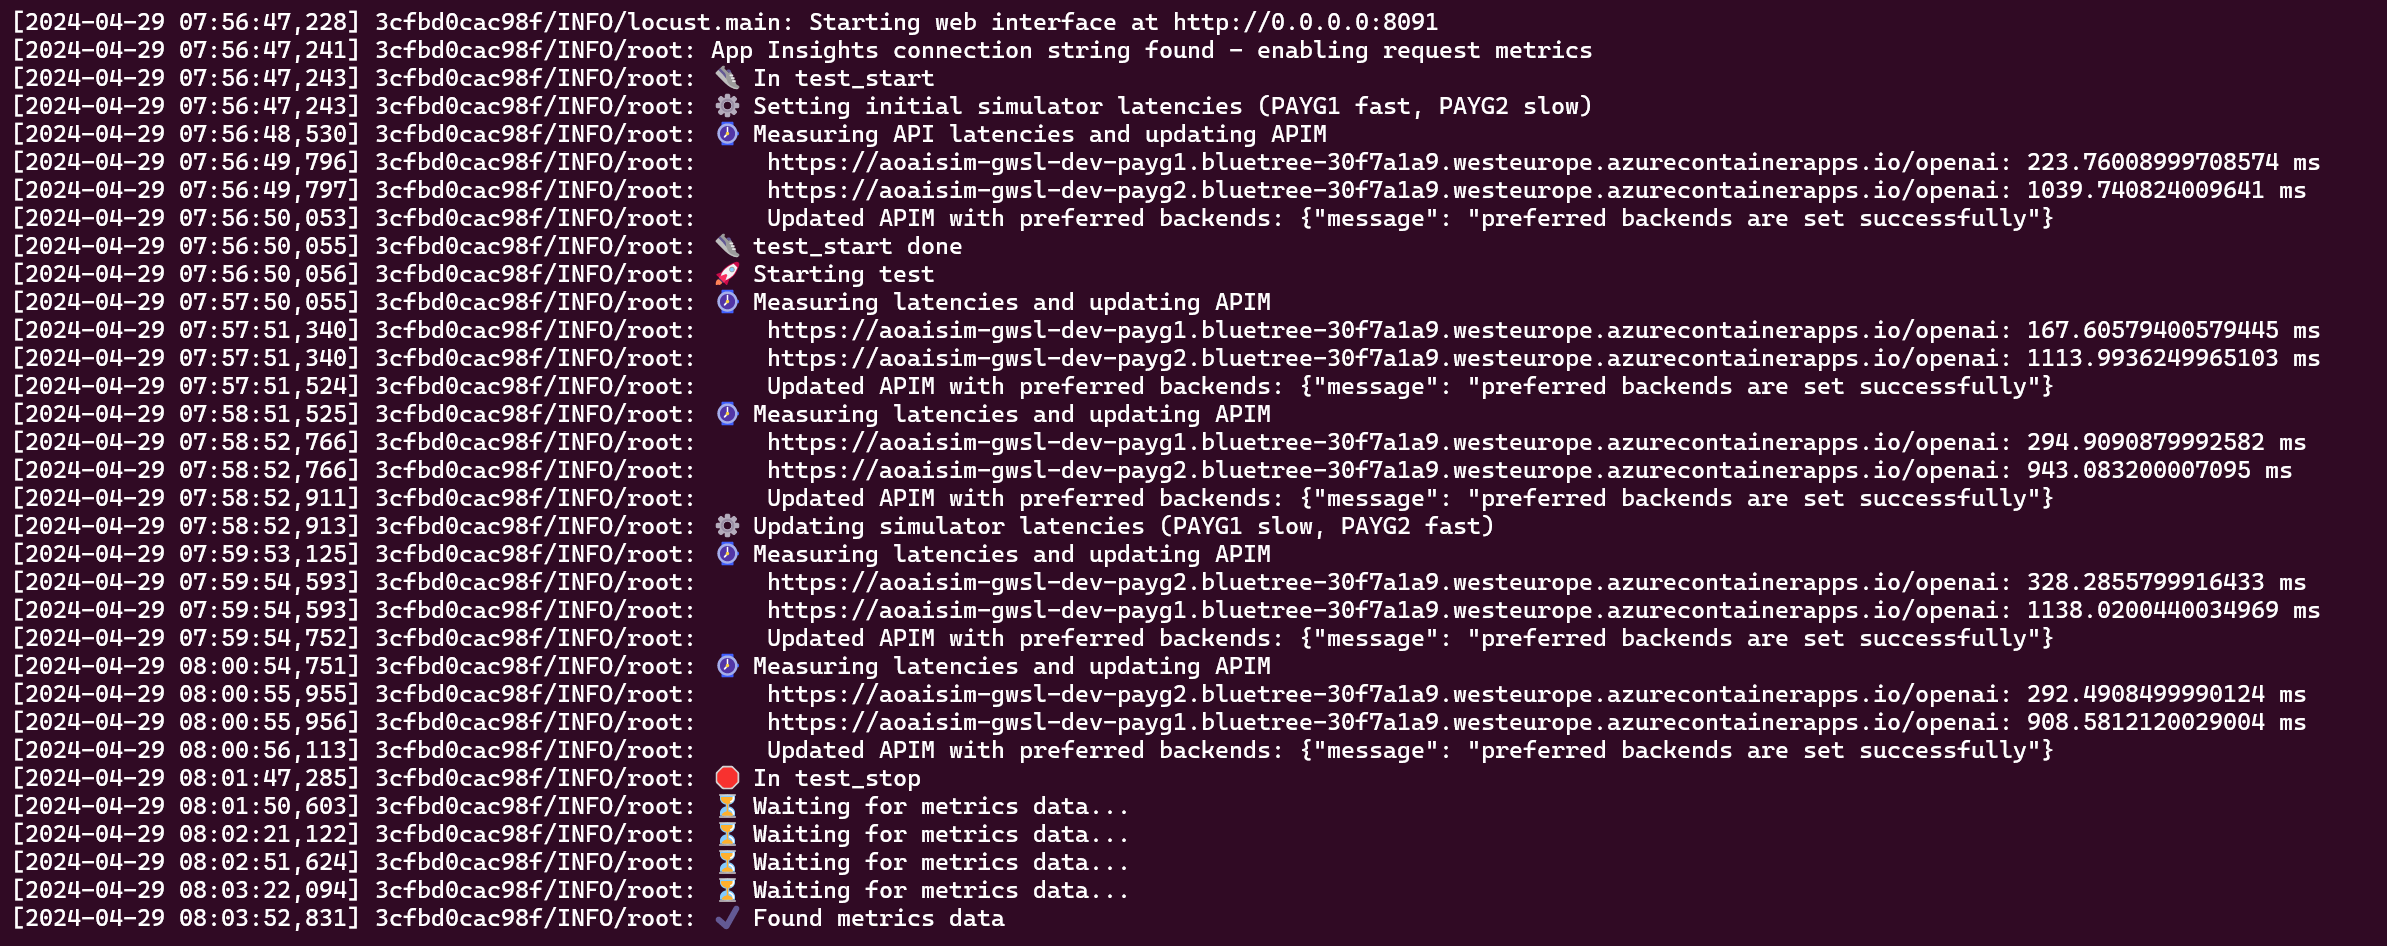 [2024-04-29 07:56:47,228] 3cfbd0cac98f/INFO/locust.main: Starting web interface at http://0.0.0.0:8091
[2024-04-29 07:56:47,241] 3cfbd0cac98f/INFO/root: App Insights connection string found - enabling request metrics
[2024-04-29 07:56:47,243] 3cfbd0cac98f/INFO/root: 👟 In test_start
[2024-04-29 07:56:47,243] 3cfbd0cac98f/INFO/root: ⚙️ Setting initial simulator latencies (PAYG1 fast, PAYG2 slow)
[2024-04-29 07:56:48,530] 3cfbd0cac98f/INFO/root: ⌚ Measuring API latencies and updating APIM
[2024-04-29 07:56:49,796] 3cfbd0cac98f/INFO/root:     https://aoaisim-gwsl-dev-payg1.bluetree-30f7a1a9.westeurope.azurecontainerapps.io/openai: 223.76008999708574 ms
[2024-04-29 07:56:49,797] 3cfbd0cac98f/INFO/root:     https://aoaisim-gwsl-dev-payg2.bluetree-30f7a1a9.westeurope.azurecontainerapps.io/openai: 1039.740824009641 ms
[2024-04-29 07:56:50,053] 3cfbd0cac98f/INFO/root:     Updated APIM with preferred backends: {"message": "preferred backends are set successfully"}
[2024-04-29 07:56:50,055] 3cfbd0cac98f/INFO/root: 👟 test_start done
[2024-04-29 07:56:50,056] 3cfbd0cac98f/INFO/root: 🚀 Starting test
[2024-04-29 07:57:50,055] 3cfbd0cac98f/INFO/root: ⌚ Measuring latencies and updating APIM
[2024-04-29 07:57:51,340] 3cfbd0cac98f/INFO/root:     https://aoaisim-gwsl-dev-payg1.bluetree-30f7a1a9.westeurope.azurecontainerapps.io/openai: 167.60579400579445 ms
[2024-04-29 07:57:51,340] 3cfbd0cac98f/INFO/root:     https://aoaisim-gwsl-dev-payg2.bluetree-30f7a1a9.westeurope.azurecontainerapps.io/openai: 1113.9936249965103 ms
[2024-04-29 07:57:51,524] 3cfbd0cac98f/INFO/root:     Updated APIM with preferred backends: {"message": "preferred backends are set successfully"}
[2024-04-29 07:58:51,525] 3cfbd0cac98f/INFO/root: ⌚ Measuring latencies and updating APIM
[2024-04-29 07:58:52,766] 3cfbd0cac98f/INFO/root:     https://aoaisim-gwsl-dev-payg1.bluetree-30f7a1a9.westeurope.azurecontainerapps.io/openai: 294.9090879992582 ms
[2024-04-29 07:58:52,766] 3cfbd0cac98f/INFO/root:     https://aoaisim-gwsl-dev-payg2.bluetree-30f7a1a9.westeurope.azurecontainerapps.io/openai: 943.083200007095 ms
[2024-04-29 07:58:52,911] 3cfbd0cac98f/INFO/root:     Updated APIM with preferred backends: {"message": "preferred backends are set successfully"}
[2024-04-29 07:58:52,913] 3cfbd0cac98f/INFO/root: ⚙️ Updating simulator latencies (PAYG1 slow, PAYG2 fast)
[2024-04-29 07:59:53,125] 3cfbd0cac98f/INFO/root: ⌚ Measuring latencies and updating APIM
[2024-04-29 07:59:54,593] 3cfbd0cac98f/INFO/root:     https://aoaisim-gwsl-dev-payg2.bluetree-30f7a1a9.westeurope.azurecontainerapps.io/openai: 328.2855799916433 ms
[2024-04-29 07:59:54,593] 3cfbd0cac98f/INFO/root:     https://aoaisim-gwsl-dev-payg1.bluetree-30f7a1a9.westeurope.azurecontainerapps.io/openai: 1138.0200440034969 ms
[2024-04-29 07:59:54,752] 3cfbd0cac98f/INFO/root:     Updated APIM with preferred backends: {"message": "preferred backends are set successfully"}
[2024-04-29 08:00:54,751] 3cfbd0cac98f/INFO/root: ⌚ Measuring latencies and updating APIM
[2024-04-29 08:00:55,955] 3cfbd0cac98f/INFO/root:     https://aoaisim-gwsl-dev-payg2.bluetree-30f7a1a9.westeurope.azurecontainerapps.io/openai: 292.4908499990124 ms
[2024-04-29 08:00:55,956] 3cfbd0cac98f/INFO/root:     https://aoaisim-gwsl-dev-payg1.bluetree-30f7a1a9.westeurope.azurecontainerapps.io/openai: 908.5812120029004 ms
[2024-04-29 08:00:56,113] 3cfbd0cac98f/INFO/root:     Updated APIM with preferred backends: {"message": "preferred backends are set successfully"}
[2024-04-29 08:01:47,285] 3cfbd0cac98f/INFO/root: 🛑 In test_stop
[2024-04-29 08:01:50,603] 3cfbd0cac98f/INFO/root: ⏳ Waiting for metrics data...
[2024-04-29 08:02:21,122] 3cfbd0cac98f/INFO/root: ⏳ Waiting for metrics data...
[2024-04-29 08:02:51,624] 3cfbd0cac98f/INFO/root: ⏳ Waiting for metrics data...
[2024-04-29 08:03:22,094] 3cfbd0cac98f/INFO/root: ⏳ Waiting for metrics data...
[2024-04-29 08:03:52,831] 3cfbd0cac98f/INFO/root: ✔️ Found metrics data